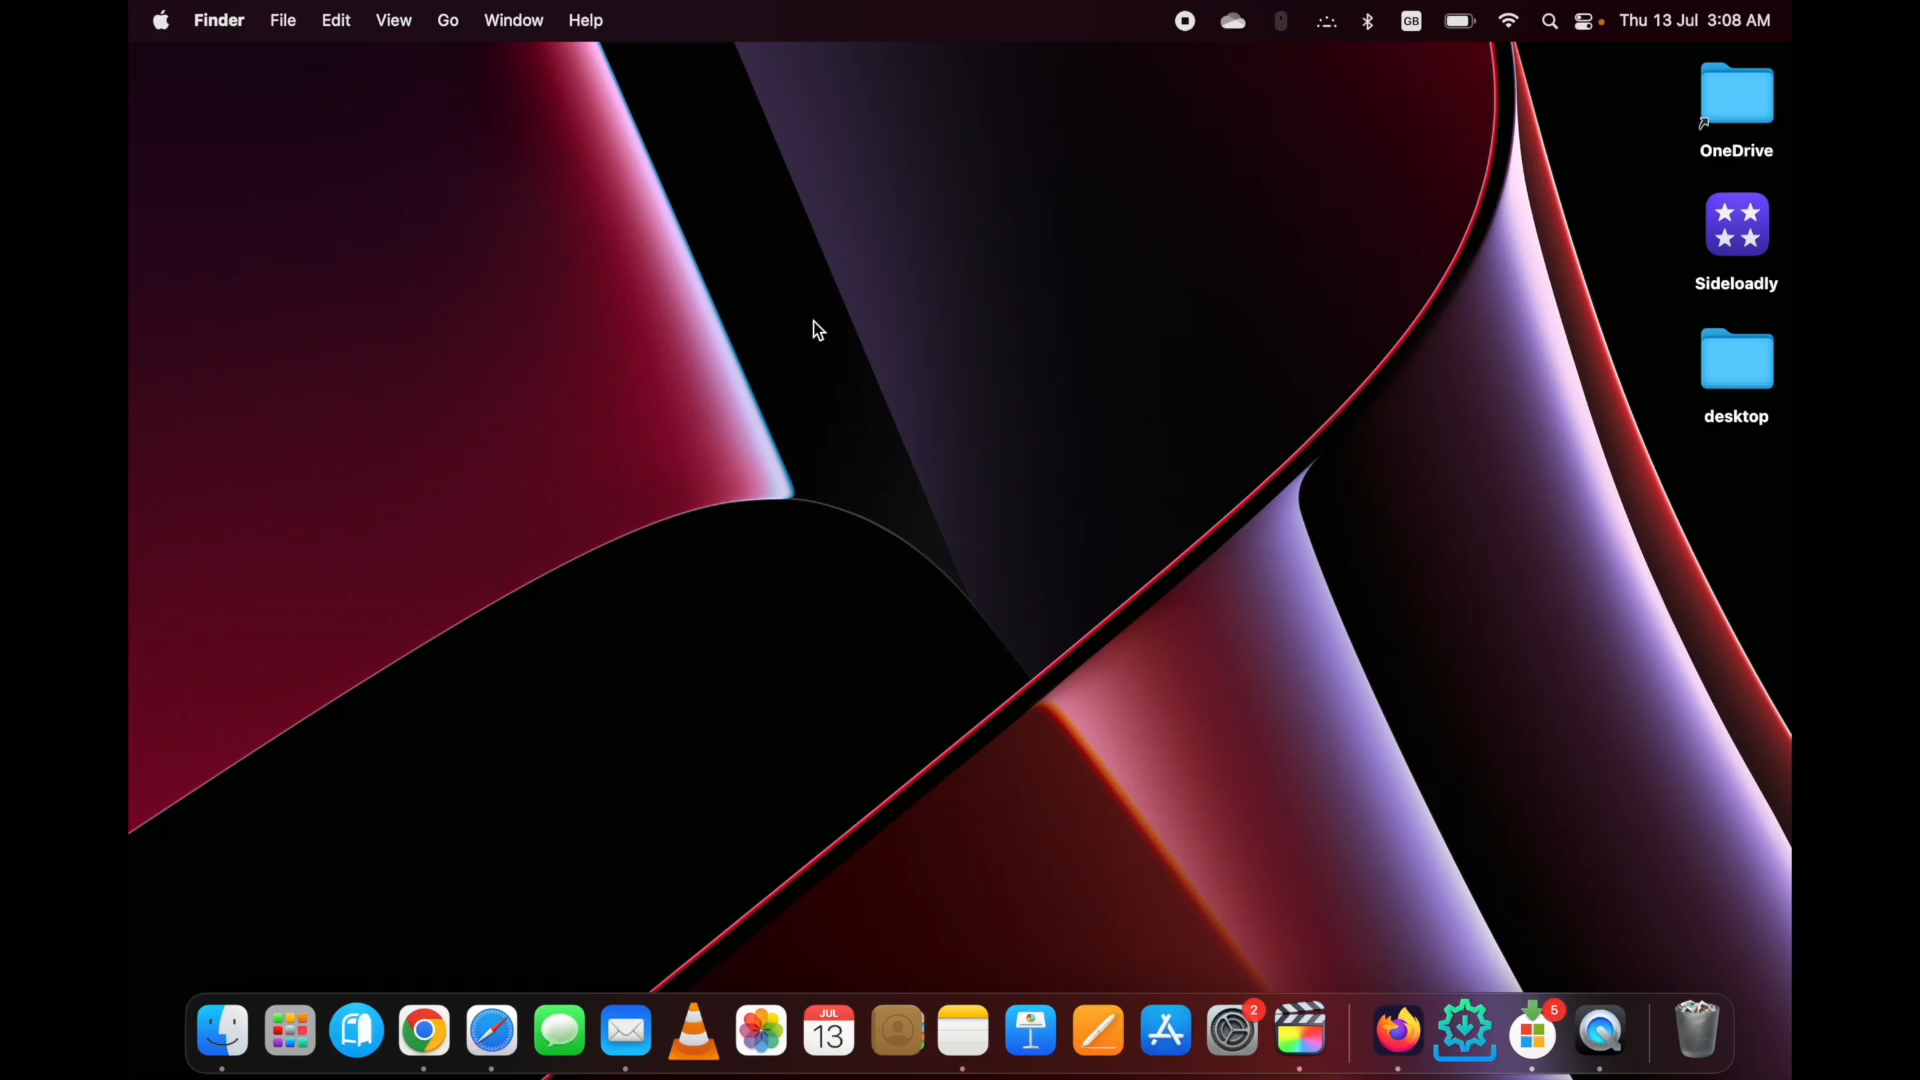 Finder File Edit View Go Window Help GB Thu 13 Jul 3:08 AM
OneDrive
Sideloadly
desktop
JUL
13
2
5